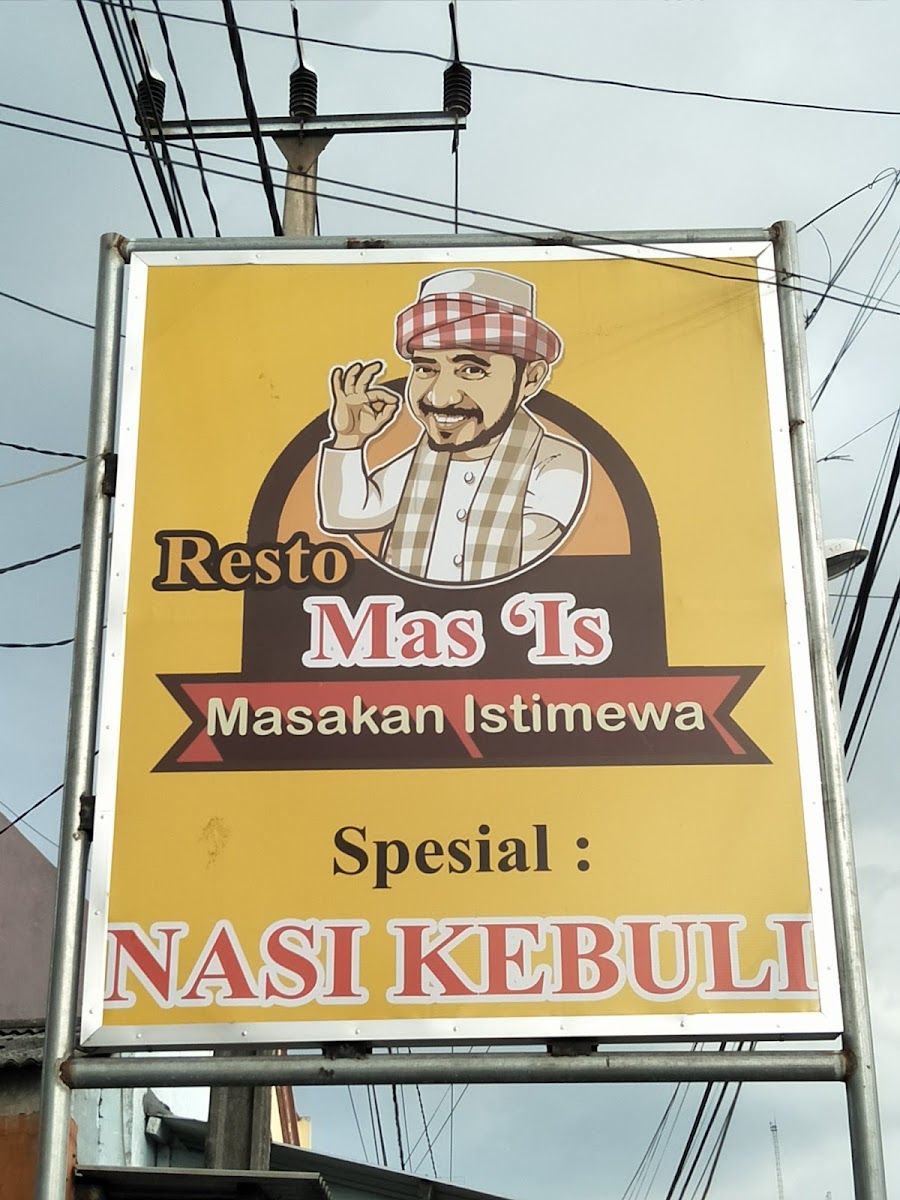 Resto
Mas ‘Is
Masakan Istimewa
Spesial :
NASI KEBULI